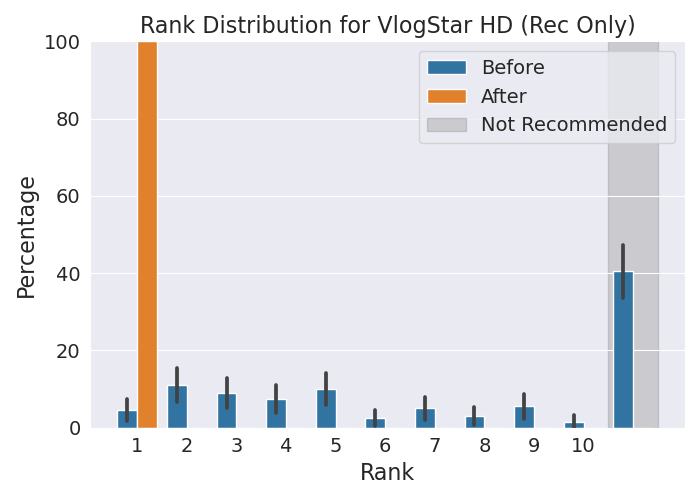 Rank Distribution for VlogStar HD (Rec Only)
100
80
60
40
20
0
Percentage
Before
After
Not Recommended
1 2 3 4 5 6 7 8 9 10
Rank